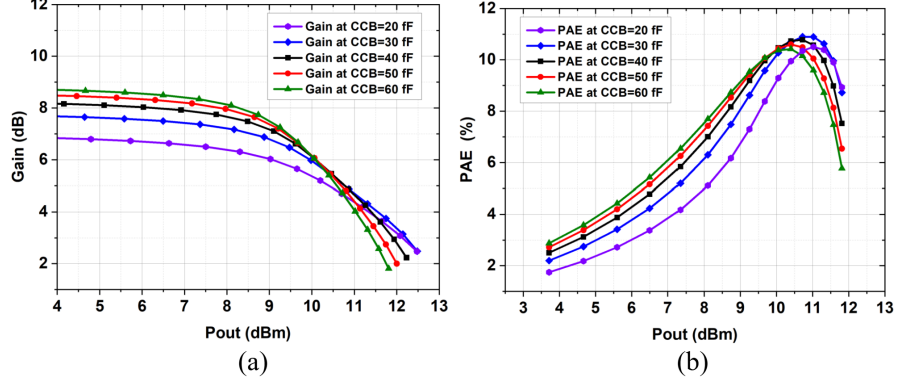 12
10
8
6
4
2
Gain (dB)
Gain at CCB=20 fF
Gain at CCB=30 fF
Gain at CCB=40 fF
Gain at CCB=50 fF
Gain at CCB=60 fF
4 5 6 7 8 9 10 11 12 13
Pout (dBm)
(a)
12
10
8
6
4
2
PAE (%)
PAE at CCB=20 fF
PAE at CCB=30 fF
PAE at CCB=40 fF
PAE at CCB=50 fF
PAE at CCB=60 fF
3 4 5 6 7 8 9 10 11 12 13
Pout (dBm)
(b)